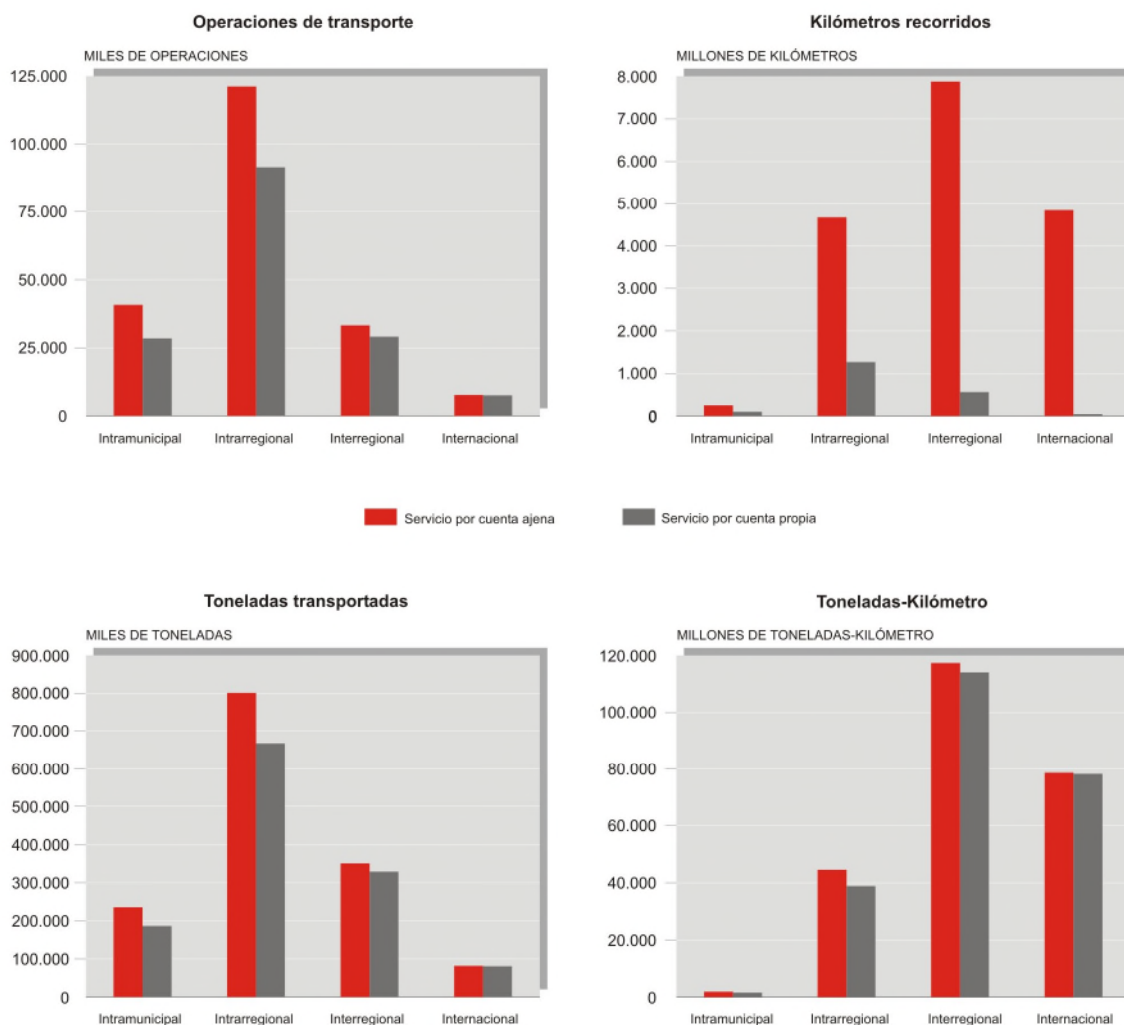 Operaciones de transporte
MILES DE OPERACIONES
125.000
100.000
75.000
50.000
25.000
0
Intramunicipal Intrarregional Interregional Internacional
Kilómetros recorridos
MILLONES DE KILÓMETROS
8.000
7.000
6.000
5.000
4.000
3.000
2.000
1.000
0
Intramunicipal Intrarregional Interregional Internacional
Servicio por cuenta ajena Servicio por cuenta propia
Toneladas transportadas
MILES DE TONELADAS
900.000
800.000
700.000
600.000
500.000
400.000
300.000
200.000
100.000
0
Intramunicipal Intrarregional Interregional Internacional
Toneladas-Kilómetro
MILLONES DE TONELADAS-KILÓMETRO
120.000
100.000
80.000
60.000
40.000
20.000
0
Intramunicipal Intrarregional Interregional Internacional